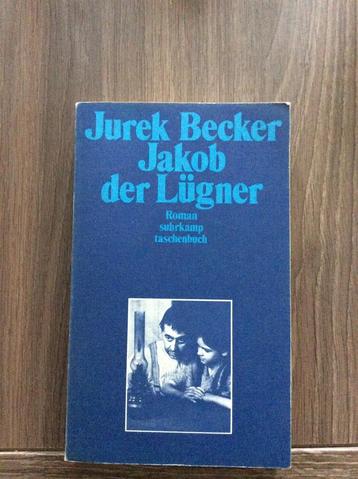 Jurek Becker
Jakob
der Lügner
Roman
suhrkamp
taschenbuch